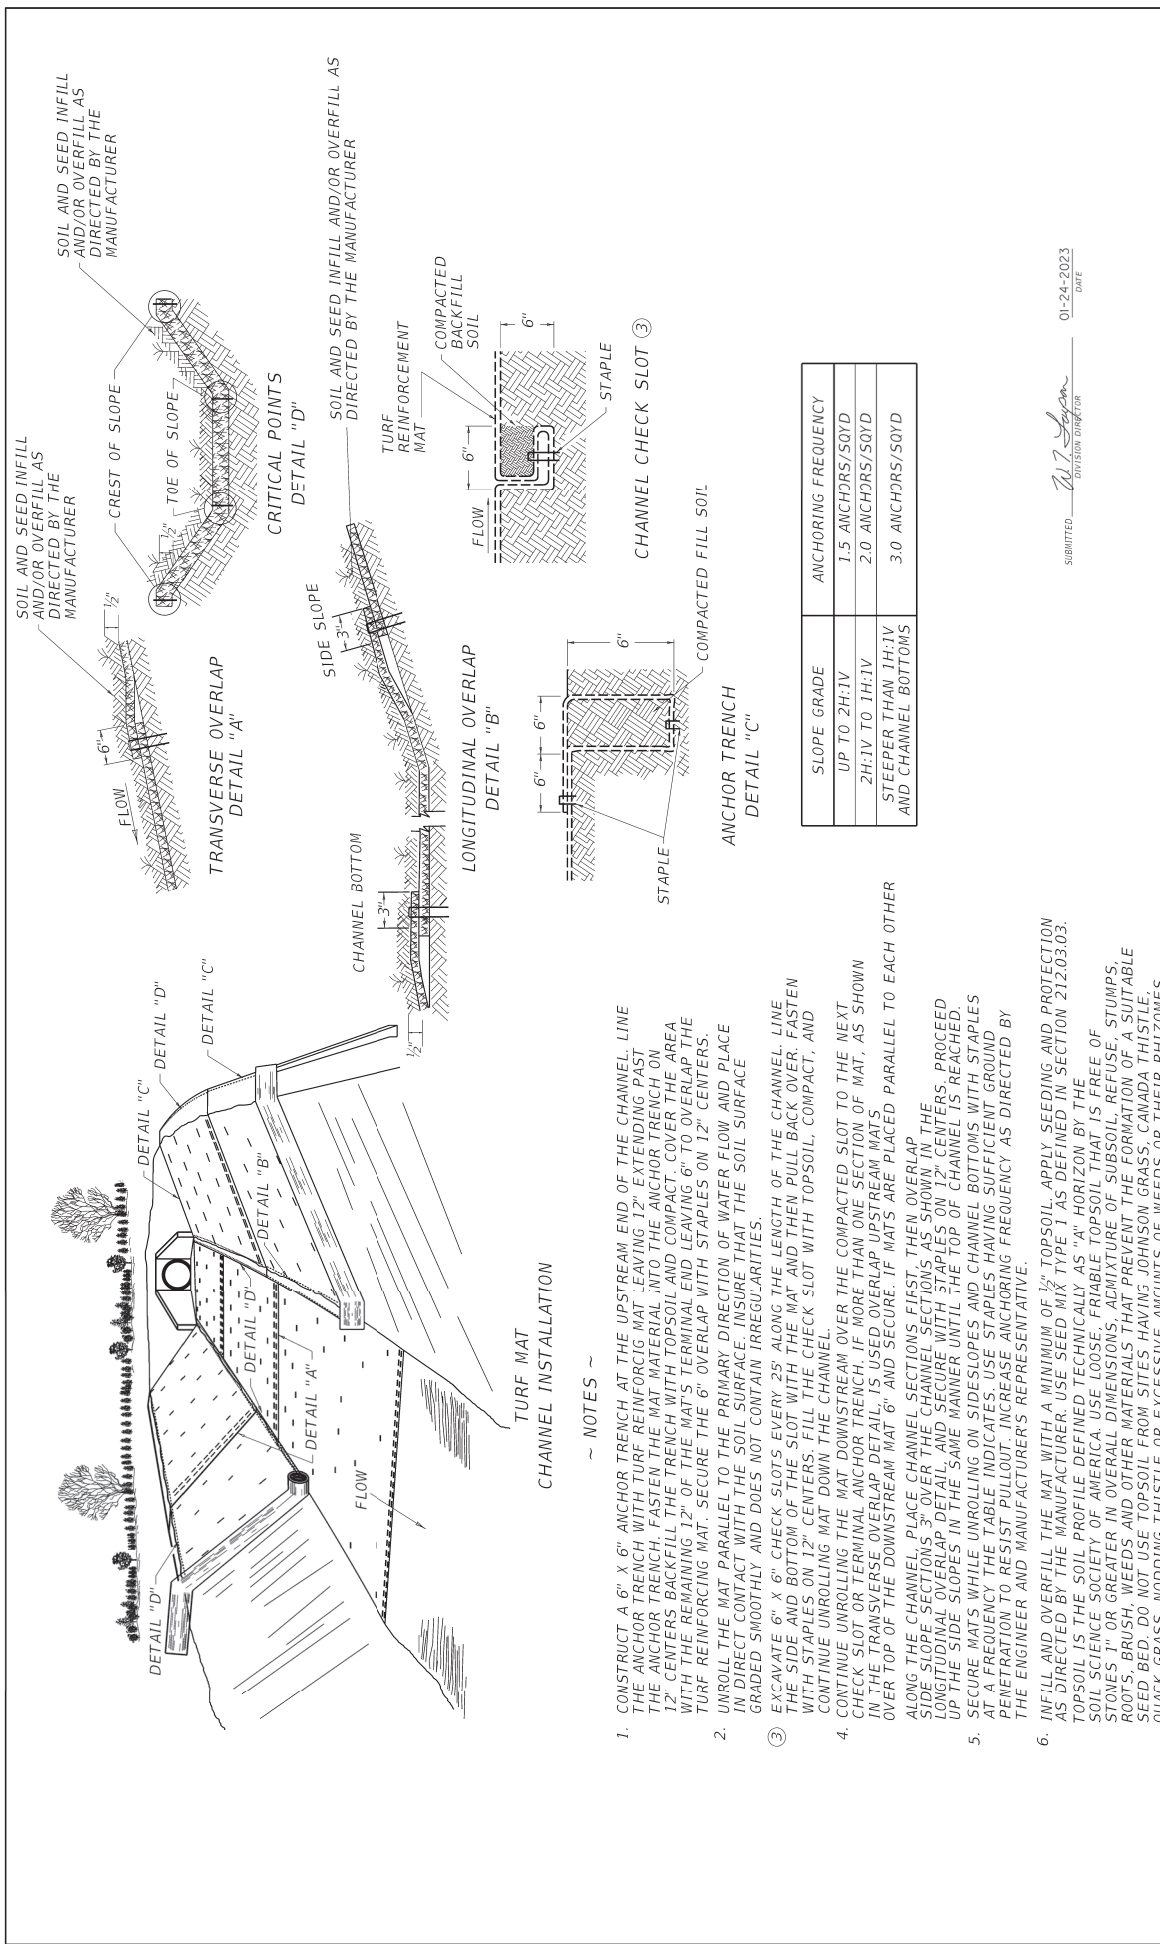 SOIL AND SEED INFILL
AND/OR OVERFILL AS
DIRECTED BY THE
MANUFACTURER
6"
1/2"
FLOW
TRANSVERSE OVERLAP
DETAIL "A"
SOIL AND SEED INFILL
AND/OR OVERFILL AS
DIRECTED BY THE
MANUFACTURER
CREST OF SLOPE
TOE OF SLOPE
1/2"
CRITICAL POINTS
DETAIL "D"
SOIL AND SEED INFILL AND/OR OVERFILL AS
DIRECTED BY THE MANUFACTURER
SIDE SLOPE
3"
CHANNEL BOTTOM
3"
1/2"
LONGITUDINAL OVERLAP
DETAIL "B"
TURF
REINFORCEMENT
MAT
COMPACTED
BACKFILL
SOIL
FLOW
6"
6"
STAPLE
CHANNEL CHECK SLOT 3
6"
6"
6"
STAPLE
COMPACTED FILL SOIL
ANCHOR TRENCH
DETAIL "C"
DETAIL "D"
DETAIL "C"
DETAIL "D"
DETAIL "C"
DETAIL "B"
DETAIL "D"
DETAIL "A"
FLOW
TURF MAT
CHANNEL INSTALLATION
~ NOTES ~
1. CONSTRUCT A 6" X 6" ANCHOR TRENCH AT THE UPSTREAM END OF THE CHANNEL. LINE
THE ANCHOR TRENCH WITH TURF REINFORCIG MAT LEAVING 12" EXTENDING PAST
THE ANCHOR TRENCH. FASTEN THE MAT MATERIAL INTO THE ANCHOR TRENCH ON
12" CENTERS BACKFILL THE TRENCH WITH TOPSOIL AND COMPACT. COVER THE AREA
WITH THE REMAINING 12" OF THE MAT'S TERMINAL END LEAVING 6" TO OVERLAP THE
TURF REINFORCING MAT. SECURE THE 6" OVERLAP WITH STAPLES ON 12" CENTERS.
2. UNROLL THE MAT PARALLEL TO THE PRIMARY DIRECTION OF WATER FLOW AND PLACE
IN DIRECT CONTACT WITH THE SOIL SURFACE. INSURE THAT THE SOIL SURFACE
GRADED SMOOTHLY AND DOES NOT CONTAIN IRREGULARITIES.
3 EXCAVATE 6" X 6" CHECK SLOTS EVERY 25' ALONG THE LENGTH OF THE CHANNEL. LINE
THE SIDE AND BOTTOM OF THE SLOT WITH THE MAT AND THEN PULL BACK OVER. FASTEN
WITH STAPLES ON 12" CENTERS. FILL THE CHECK SLOT WITH TOPSOIL, COMPACT, AND
CONTINUE UNROLLING MAT DOWN THE CHANNEL.
4. CONTINUE UNROLLING THE MAT DOWNSTREAM OVER THE COMPACTED SLOT TO THE NEXT
CHECK SLOT OR TERMINAL ANCHOR TRENCH. IF MORE THAN ONE SECTION OF MAT, AS SHOWN
IN THE TRANSVERSE OVERLAP DETAIL, IS USED OVERLAP UPSTREAM MATS
OVER TOP OF THE DOWNSTREAM MAT 6" AND SECURE. IF MATS ARE PLACED PARALLEL TO EACH OTHER
ALONG THE CHANNEL, PLACE CHANNEL SECTIONS FIRST, THEN OVERLAP
SIDE SLOPE SECTIONS 3" OVER THE CHANNEL SECTIONS AS SHOWN IN THE
LONGITUDINAL OVERLAP DETAIL, AND SECURE WITH STAPLES ON 12" CENTERS. PROCEED
UP THE SIDE SLOPES IN THE SAME MANNER UNTIL THE TOP OF CHANNEL IS REACHED.
5. SECURE MATS WHILE UNROLLING ON SIDESLOPES AND CHANNEL BOTTOMS WITH STAPLES
AT A FREQUENCY THE TABLE INDICATES. USE STAPLES HAVING SUFFICIENT GROUND
PENETRATION TO RESIST PULLOUT. INCREASE ANCHORING FREQUENCY AS DIRECTED BY
THE ENGINEER AND MANUFACTURER'S REPRESENTATIVE.
6. INFILL AND OVERFILL THE MAT WITH A MINIMUM OF 1/2" TOPSOIL. APPLY SEEDING AND PROTECTION
AS DIRECTED BY THE MANUFACTURER. USE SEED MIX TYPE 1 AS DEFINED IN SECTION 212.03.03.
TOPSOIL IS THE SOIL PROFILE DEFINED TECHNICALLY AS "A" HORIZON BY THE
SOIL SCIENCE SOCIETY OF AMERICA. USE LOOSE, FRIABLE TOPSOIL THAT IS FREE OF
STONES 1" OR GREATER IN OVERALL DIMENSIONS, ADMIXTURE OF SUBSOIL, REFUSE, STUMPS,
ROOTS, BRUSH, WEEDS AND OTHER MATERIALS THAT PREVENT THE FORMATION OF A SUITABLE
SEED BED. DO NOT USE TOPSOIL FROM SITES HAVING JOHNSON GRASS, CANADA THISTLE,
QUACK GRASS, NODDING THISTLE OR EXCESSIVE AMOUNTS OF WEEDS OR THEIR RHIZOMES.
SLOPE GRADE ANCHORING FREQUENCY
UP TO 2H:1V 1.5 ANCHORS/SQYD
2H:1V TO 1H:1V 2.0 ANCHORS/SQYD
STEEPER THAN 1H:1V
AND CHANNEL BOTTOMS 3.0 ANCHORS/SQYD
SUBMITTED 01-24-2023
DIVISION DIRECTOR DATE